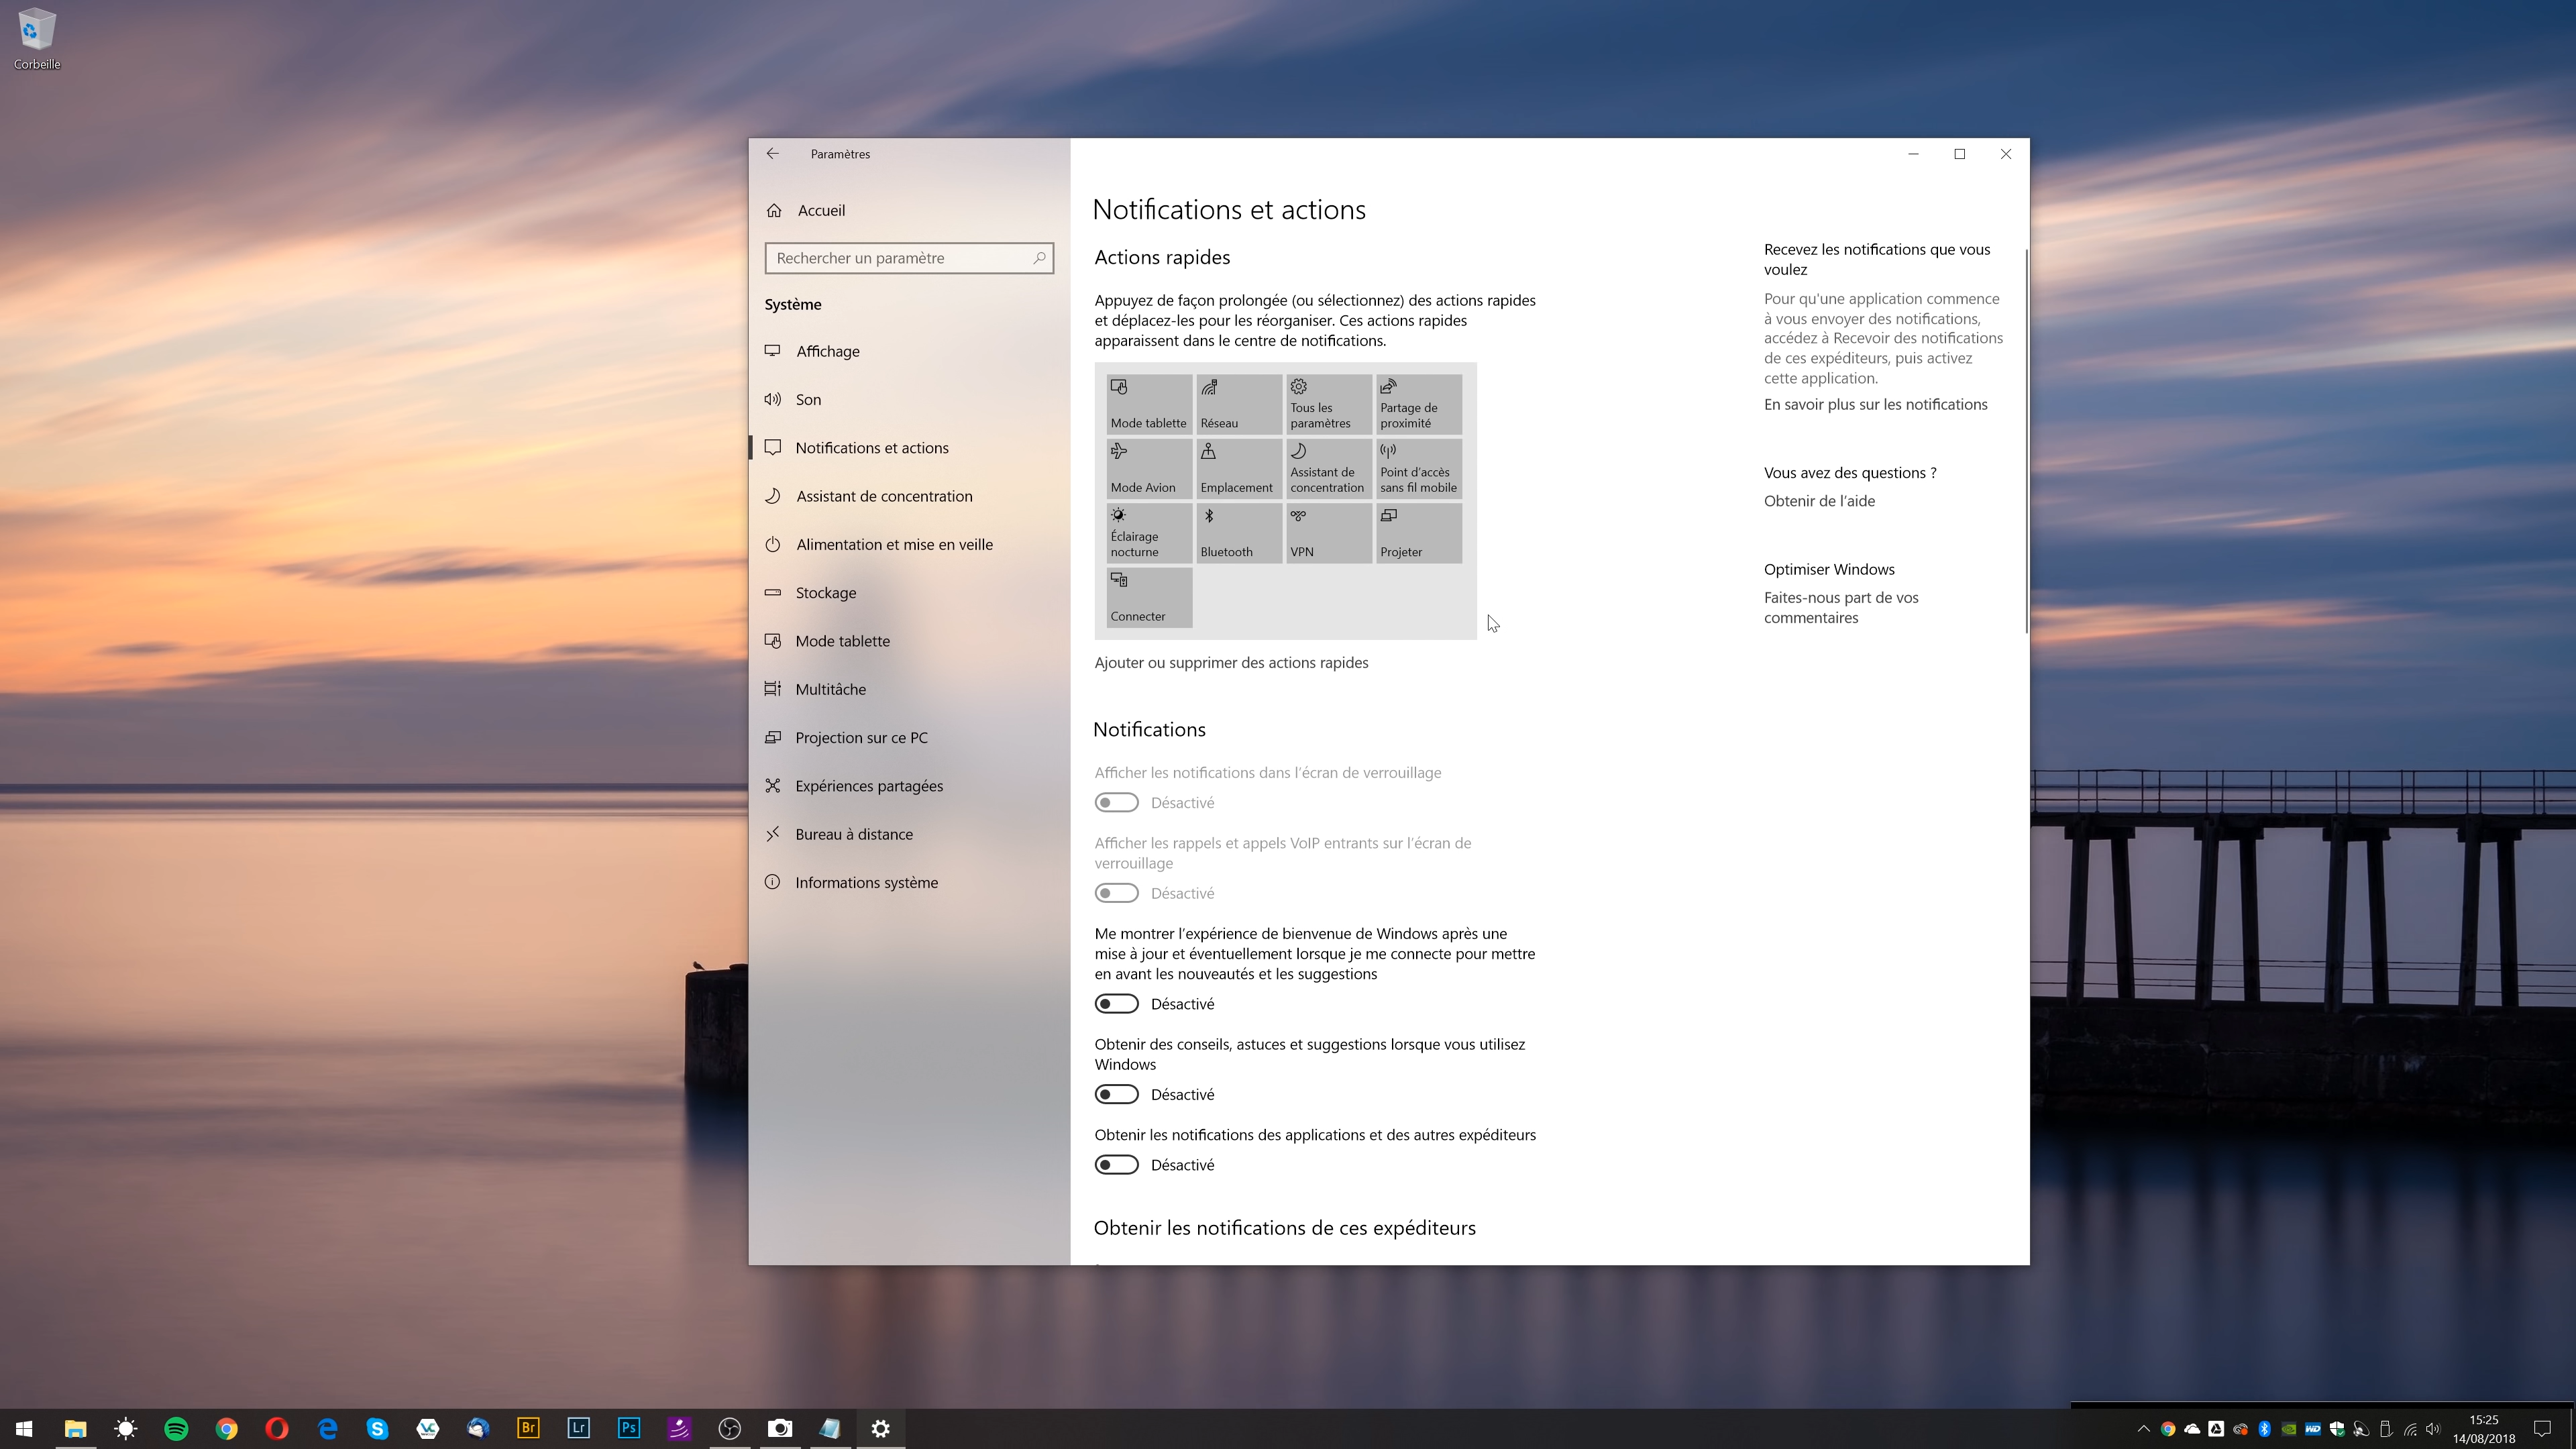 Corbeille
Paramètres
Accueil
Rechercher un paramètre
Système
Affichage
Son
Notifications et actions
Assistant de concentration
Alimentation et mise en veille
Stockage
Mode tablette
Multitâche
Projection sur ce PC
Expériences partagées
Bureau à distance
Informations système
Notifications et actions
Actions rapides
Appuyez de façon prolongée (ou sélectionnez) des actions rapides
et déplacez-les pour les réorganiser. Ces actions rapides
apparaissent dans le centre de notifications.
Mode tablette
Réseau
Tous les
paramètres
Partage de
proximité
Mode Avion
Emplacement
Assistant de
concentration
Point d'accès
sans fil mobile
Éclairage
nocturne
Bluetooth
VPN
Projeter
Connecter
Ajouter ou supprimer des actions rapides
Notifications
Afficher les notifications dans l'écran de verrouillage
Désactivé
Afficher les rappels et appels VoIP entrants sur l'écran de
verrouillage
Désactivé
Me montrer l'expérience de bienvenue de Windows après une
mise à jour et éventuellement lorsque je me connecte pour mettre
en avant les nouveautés et les suggestions
Désactivé
Obtenir des conseils, astuces et suggestions lorsque vous utilisez
Windows
Désactivé
Obtenir les notifications des applications et des autres expéditeurs
Désactivé
Obtenir les notifications de ces expéditeurs
Recevez les notifications que vous
voulez
Pour qu'une application commence
à vous envoyer des notifications,
accédez à Recevoir des notifications
de ces expéditeurs, puis activez
cette application.
En savoir plus sur les notifications
Vous avez des questions ?
Obtenir de l'aide
Optimiser Windows
Faites-nous part de vos
commentaires
Br
Lr
Ps
WD
15:25
14/08/2018